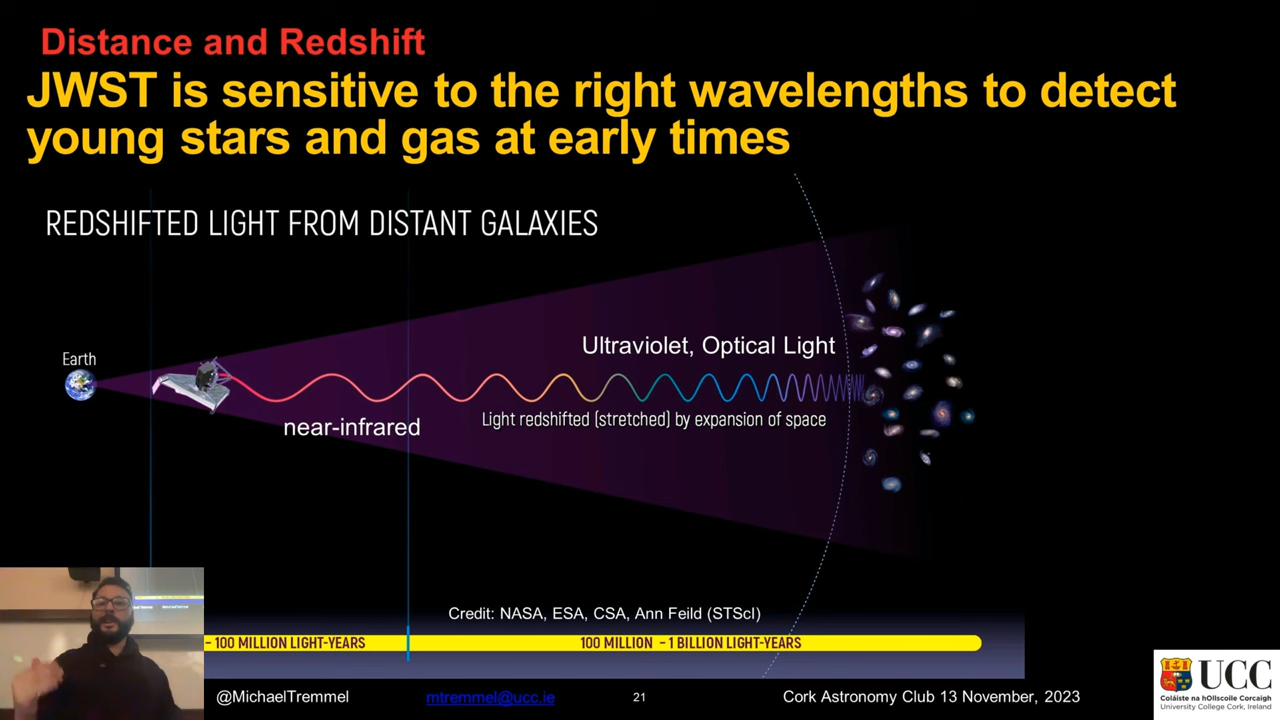 Distance and Redshift
JWST is sensitive to the right wavelengths to detect
young stars and gas at early times
REDSHIFTED LIGHT FROM DISTANT GALAXIES
Earth
Ultraviolet, Optical Light
near-infrared
Light redshifted (stretched) by expansion of space
Credit: NASA, ESA, CSA, Ann Feild (STScI)
– 100 MILLION LIGHT-YEARS
100 MILLION – 1 BILLION LIGHT-YEARS
@MichaelTremmel
mtremmel@ucc.ie
21
Cork Astronomy Club 13 November, 2023
UCC
Coláiste na hOllscoile Corcaigh
University College Cork, Ireland